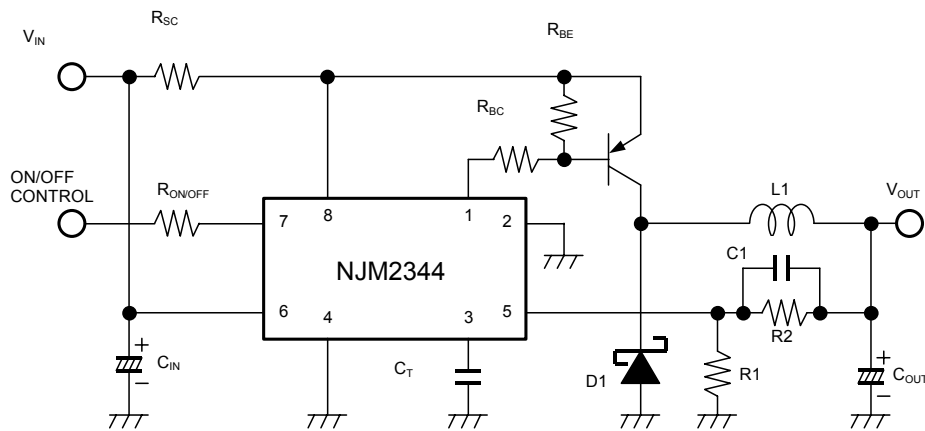 R_SC
R_BE
V_IN
R_BC
ON/OFF
CONTROL
R_ON/OFF
L1
V_OUT
7
8
1
2
C1
NJM2344
6
4
3
5
R2
+
C_IN
−
C_T
D1
R1
+
C_OUT
−